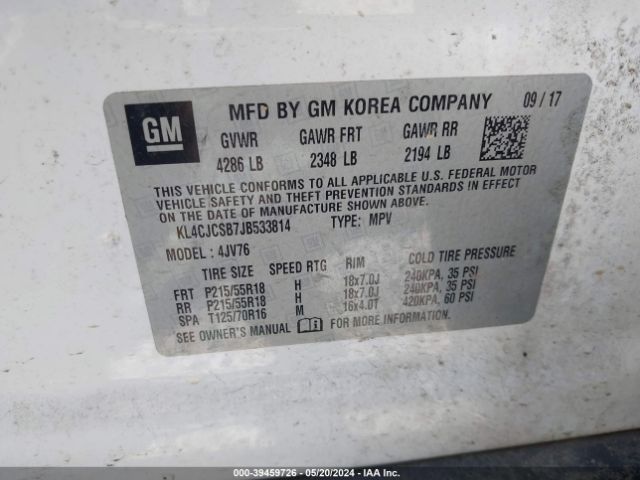 GM
MFD BY GM KOREA COMPANY 09 / 17
GVWR GAWR FRT GAWR RR
4286 LB 2348 LB 2194 LB
THIS VEHICLE CONFORMS TO ALL APPLICABLE U.S. FEDERAL MOTOR
VEHICLE SAFETY AND THEFT PREVENTION STANDARDS IN EFFECT
ON THE DATE OF MANUFACTURE SHOWN ABOVE.
KL4CJCSB7JB533814 TYPE: MPV
MODEL : 4JV76
TIRE SIZE SPEED RTG RIM COLD TIRE PRESSURE
FRT P215/55R18 H 18x7.0J 240KPA, 35 PSI
RR P215/55R18 H 18x7.0J 240KPA, 35 PSI
SPA T125/70R16 M 16x4.0T 420KPA, 60 PSI
SEE OWNER'S MANUAL FOR MORE INFORMATION.
000-39459726 - 05/20/2024 - IAA Inc.